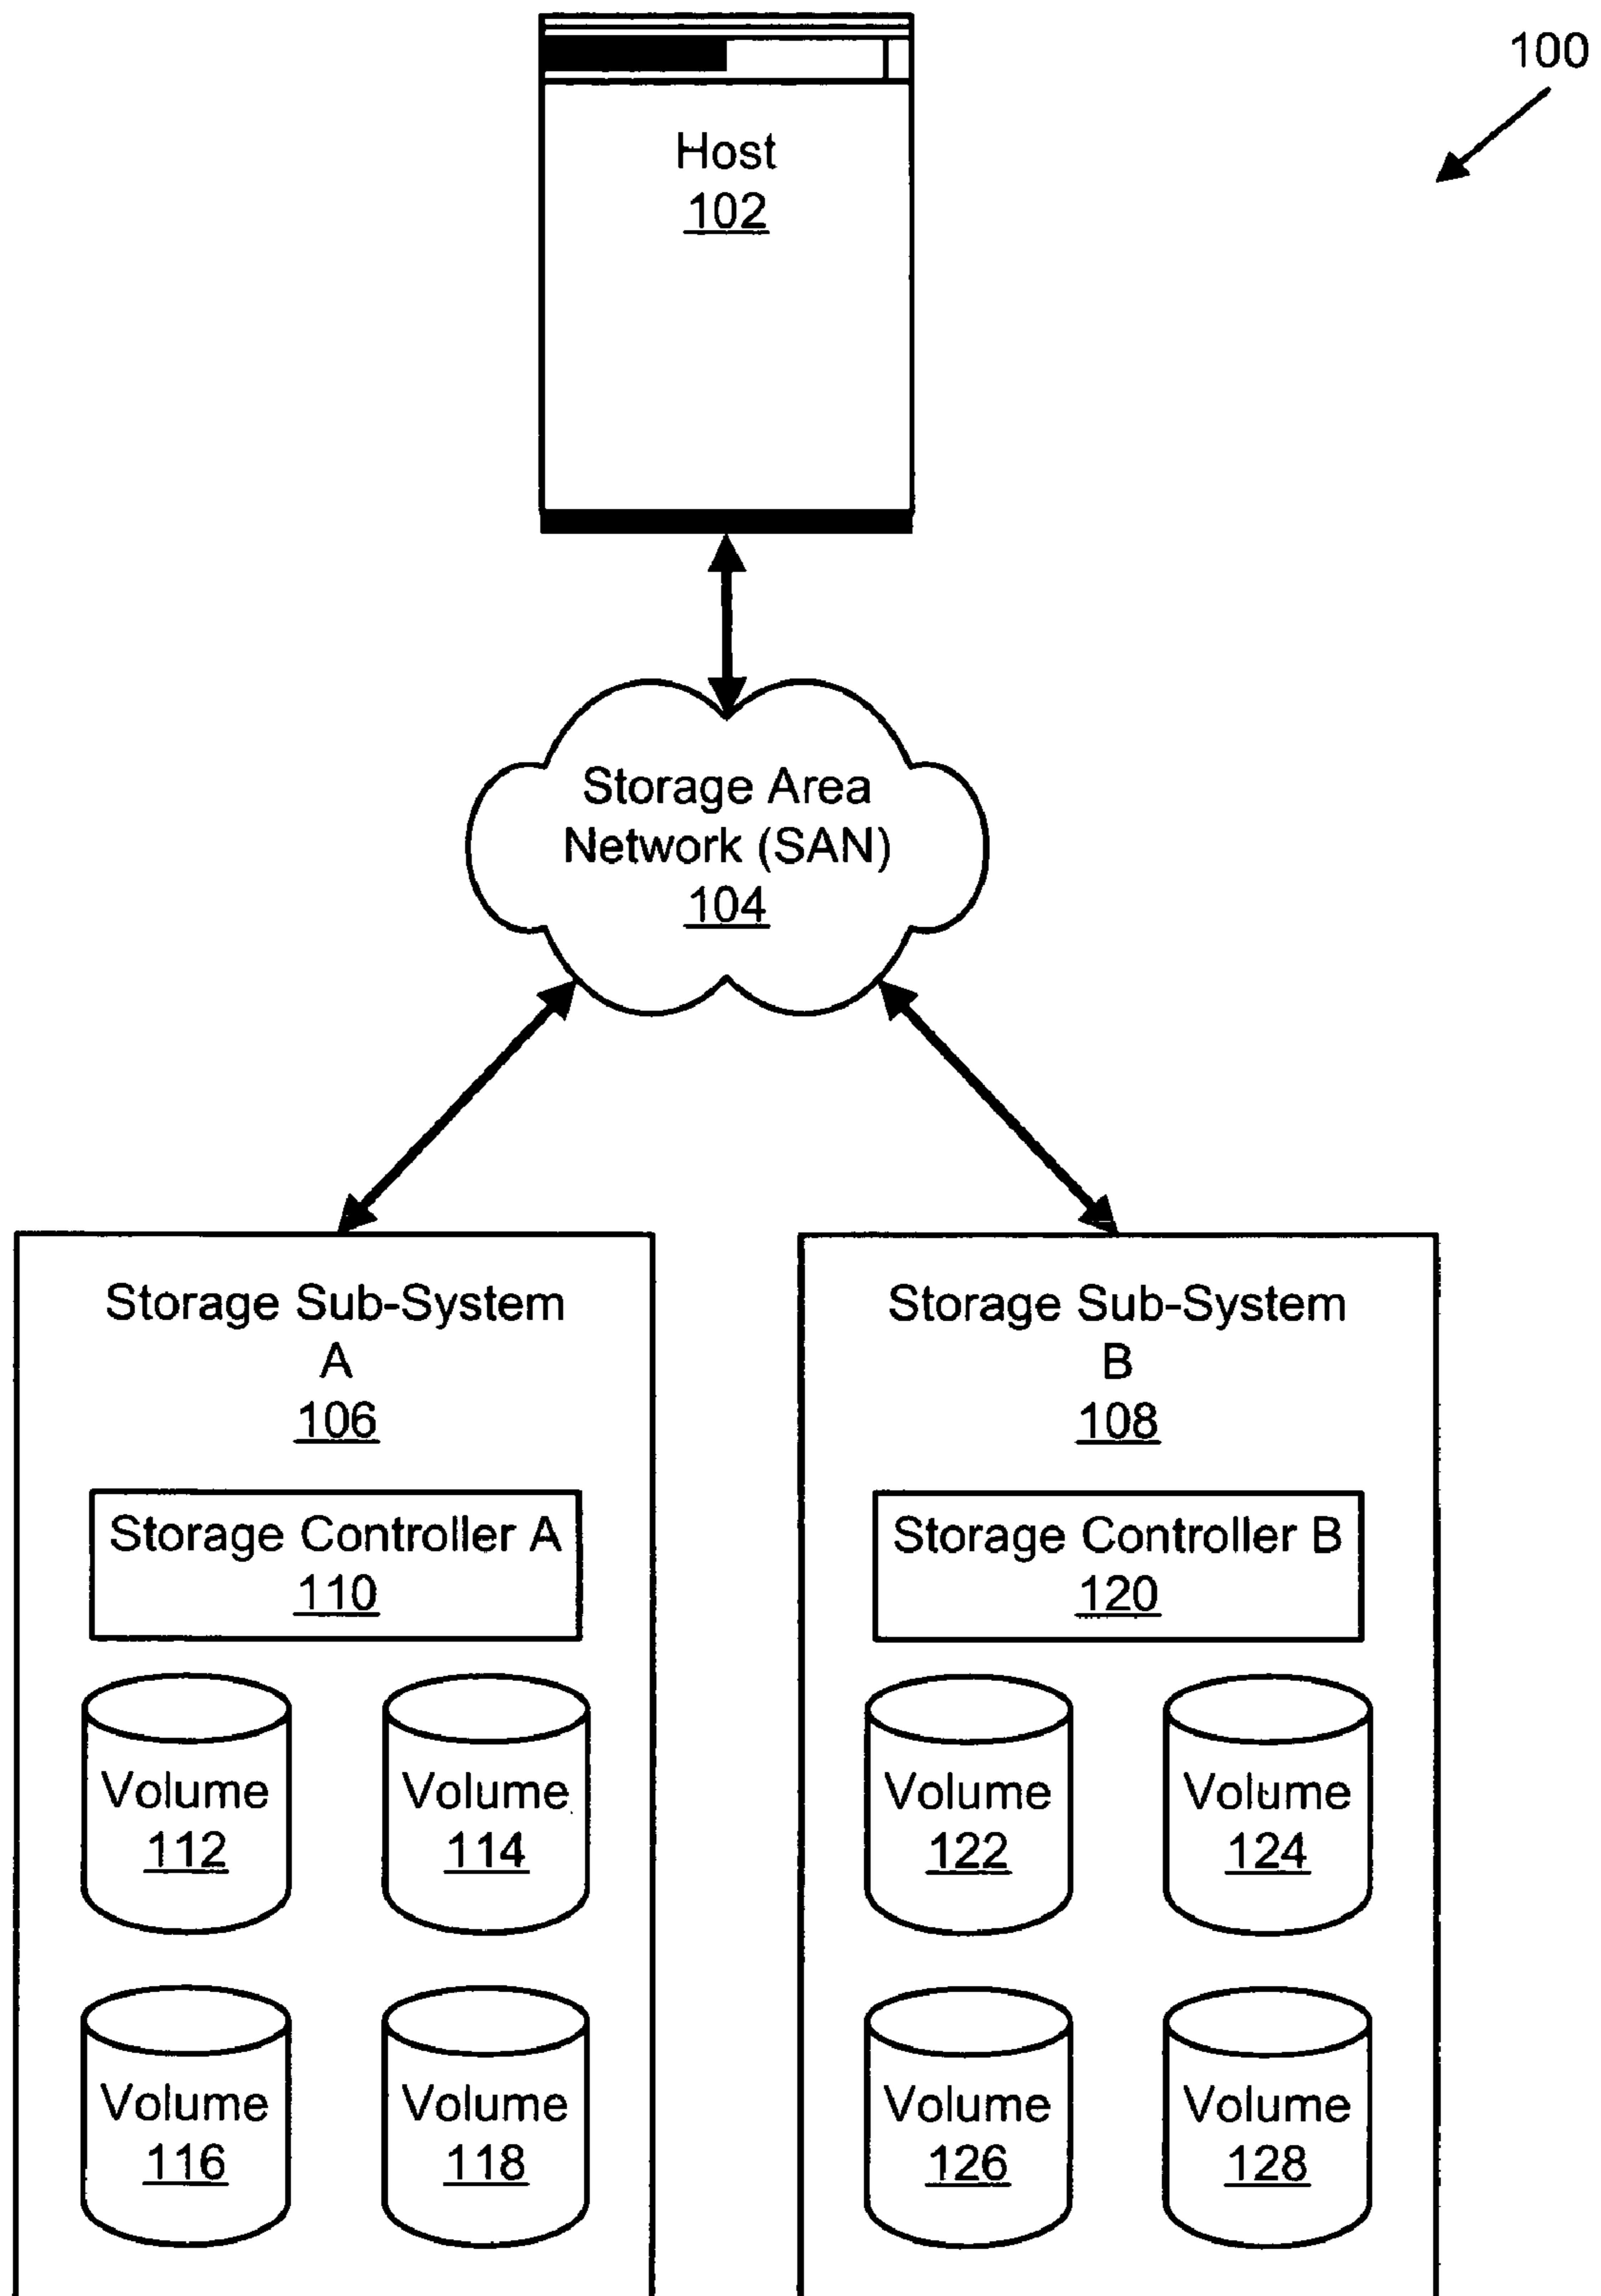 100
Host
102
Storage Area
Network (SAN)
104
Storage Sub-System
A
106
Storage Controller A
110
Volume
112
Volume
114
Volume
116
Volume
118
Storage Sub-System
B
108
Storage Controller B
120
Volume
122
Volume
124
Volume
126
Volume
128